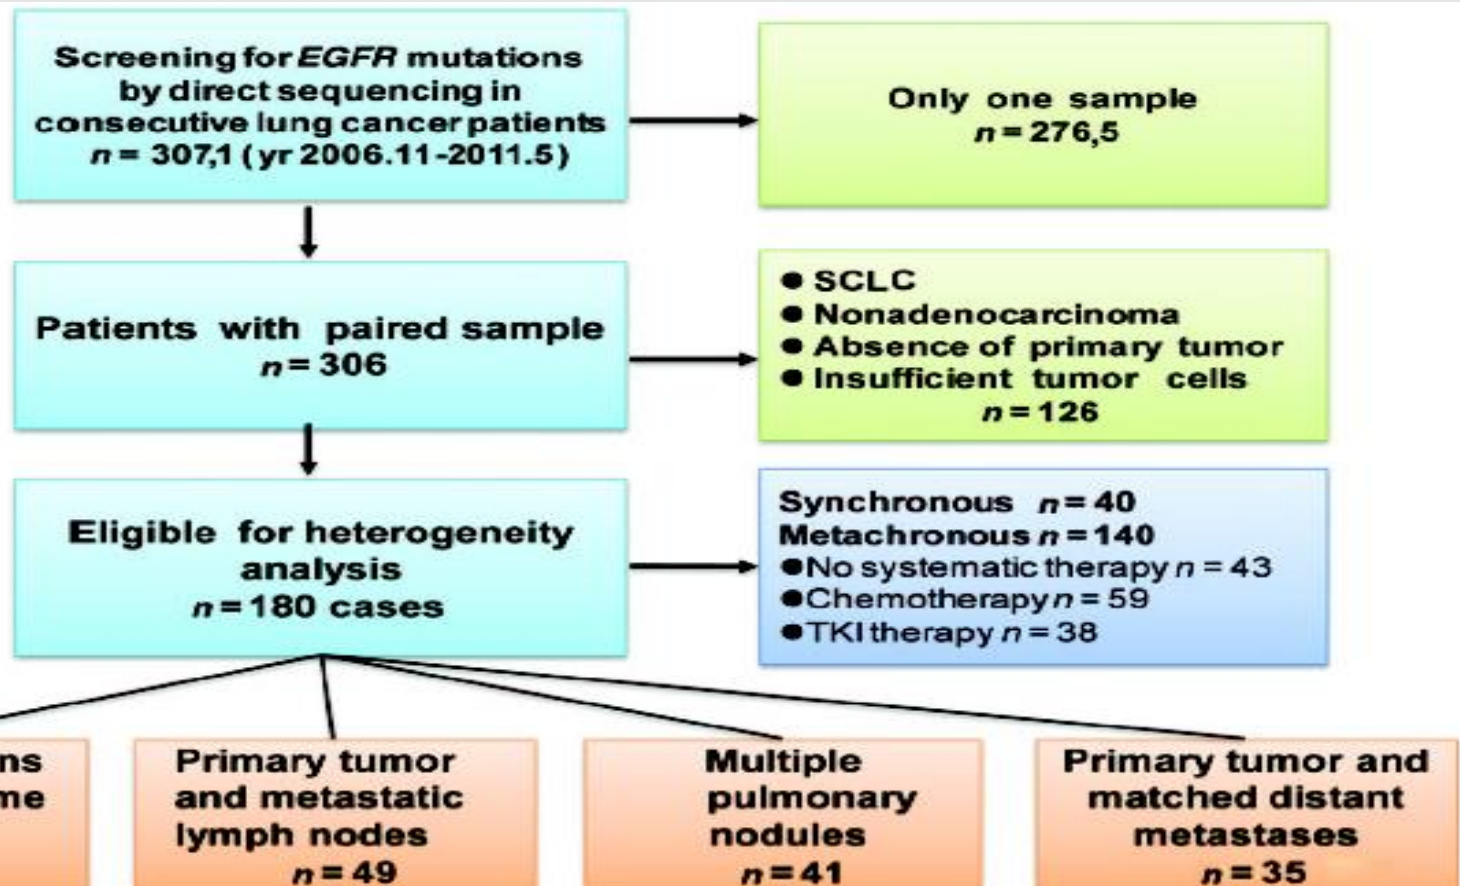 Screening for EGFR mutations
by direct sequencing in
consecutive lung cancer patients
n = 307,1 (yr 2006.11-2011.5)
Only one sample
n = 276,5
Patients with paired sample
n = 306
● SCLC
● Nonadenocarcinoma
● Absence of primary tumor
● Insufficient tumor cells
n = 126
Eligible for heterogeneity
analysis
n = 180 cases
Synchronous n = 40
Metachronous n = 140
●No systematic therapy n = 43
●Chemotherapy n = 59
●TKI therapy n = 38
ns
me
Primary tumor
and metastatic
lymph nodes
n = 49
Multiple
pulmonary
nodules
n = 41
Primary tumor and
matched distant
metastases
n = 35